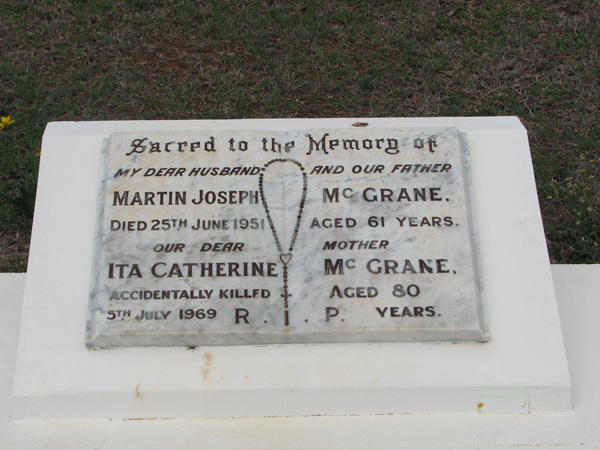 Sacred to the Memory of
MY DEAR HUSBAND AND OUR FATHER
MARTIN JOSEPH MC GRANE.
DIED 25TH JUNE 1951 AGED 61 YEARS.
OUR DEAR MOTHER
ITA CATHERINE MC GRANE.
ACCIDENTALLY KILLED AGED 80
5TH JULY 1969 R. I. P. YEARS.